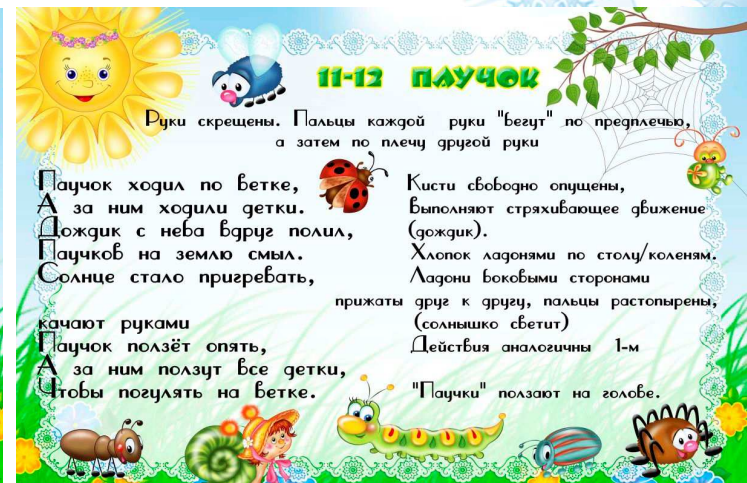 11-12 ПАУЧОК
Руки скрещены. Пальцы каждой руки "бегут" по предплечью,
а затем по плечу другой руки
Паучок ходил по ветке,
А за ним ходили детки.
Дождик с неба вдруг полил,
Паучков на землю смыл.
Солнце стало пригревать,
Кисти свободно опущены,
выполняют стряхивающее движение
(дождик).
Хлопок ладонями по столу/коленям.
Ладони боковыми сторонами
прижаты друг к другу, пальцы растопырены,
качают руками
(солнышко светит)
Паучок ползёт опять,
Действия аналогичны 1-м
А за ним ползут все детки,
Чтобы погулять на ветке.
"Паучки" ползают на голове.